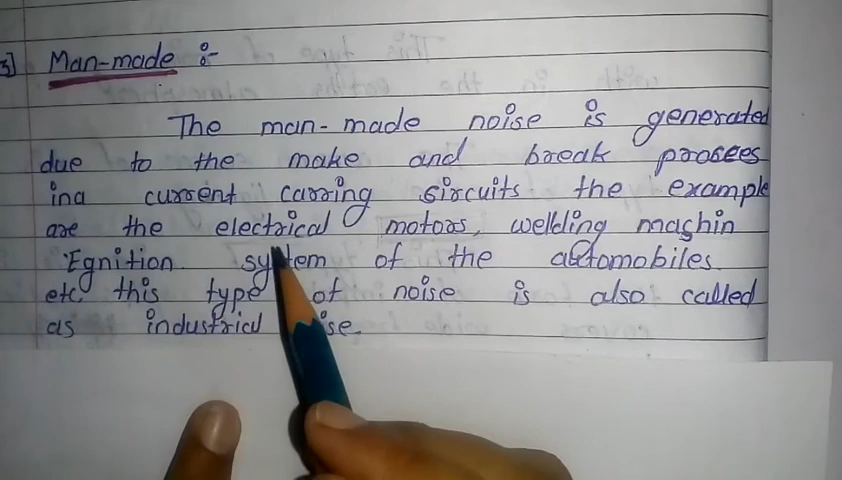 3] Man-made :-
The man-made noise is generated
due to the make and break prosees
ina current carring sircuits the example
are the electrical motors, wellding machin
Egnition system of the automobiles
etc. this type of noise is also called
as industrial ise.